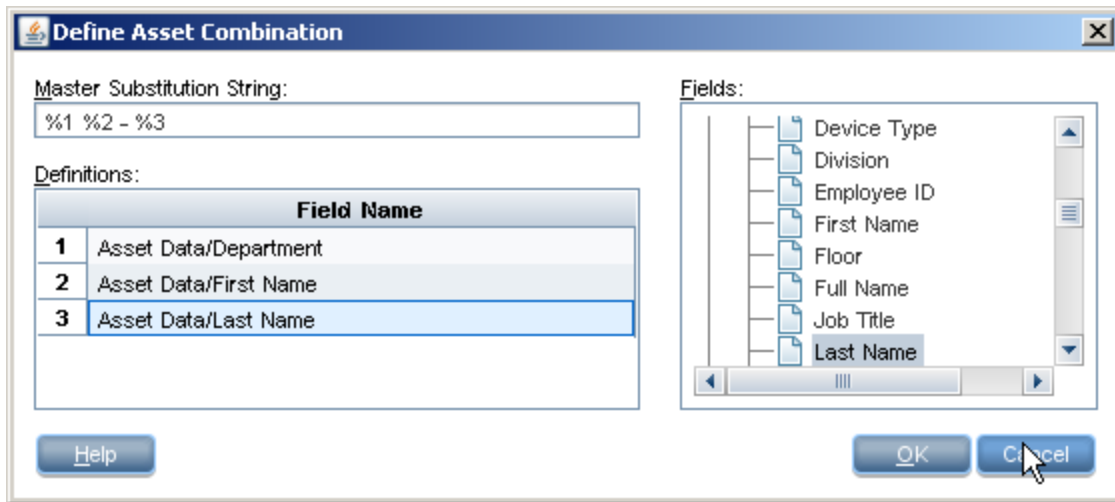 Define Asset Combination
Master Substitution String:
%1 %2 - %3
Definitions:
Field Name
1 Asset Data/Department
2 Asset Data/First Name
3 Asset Data/Last Name
Fields:
Device Type
Division
Employee ID
First Name
Floor
Full Name
Job Title
Last Name
Help
OK
Cancel